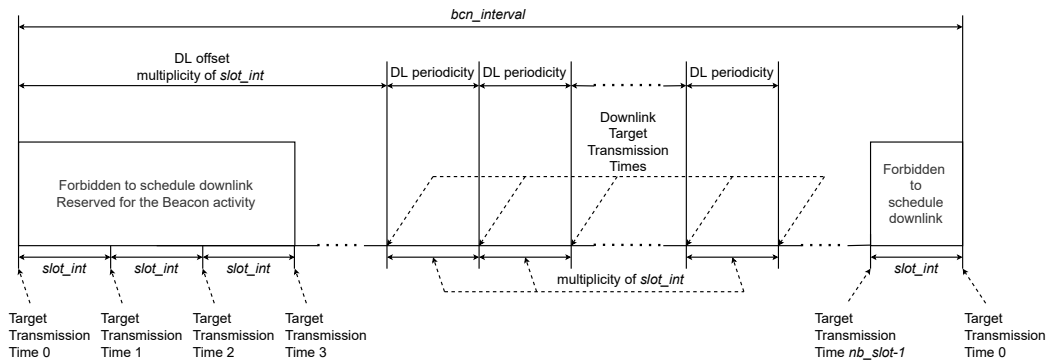 bcn_interval
DL offset
multiplicity of slot_int
DL periodicity
DL periodicity
DL periodicity
Downlink
Target
Transmission
Times
Forbidden to schedule downlink
Reserved for the Beacon activity
Forbidden
to
schedule
downlink
slot_int
slot_int
slot_int
multiplicity of slot_int
slot_int
Target
Transmission
Time 0
Target
Transmission
Time 1
Target
Transmission
Time 2
Target
Transmission
Time 3
Target
Transmission
Time nb_slot-1
Target
Transmission
Time 0